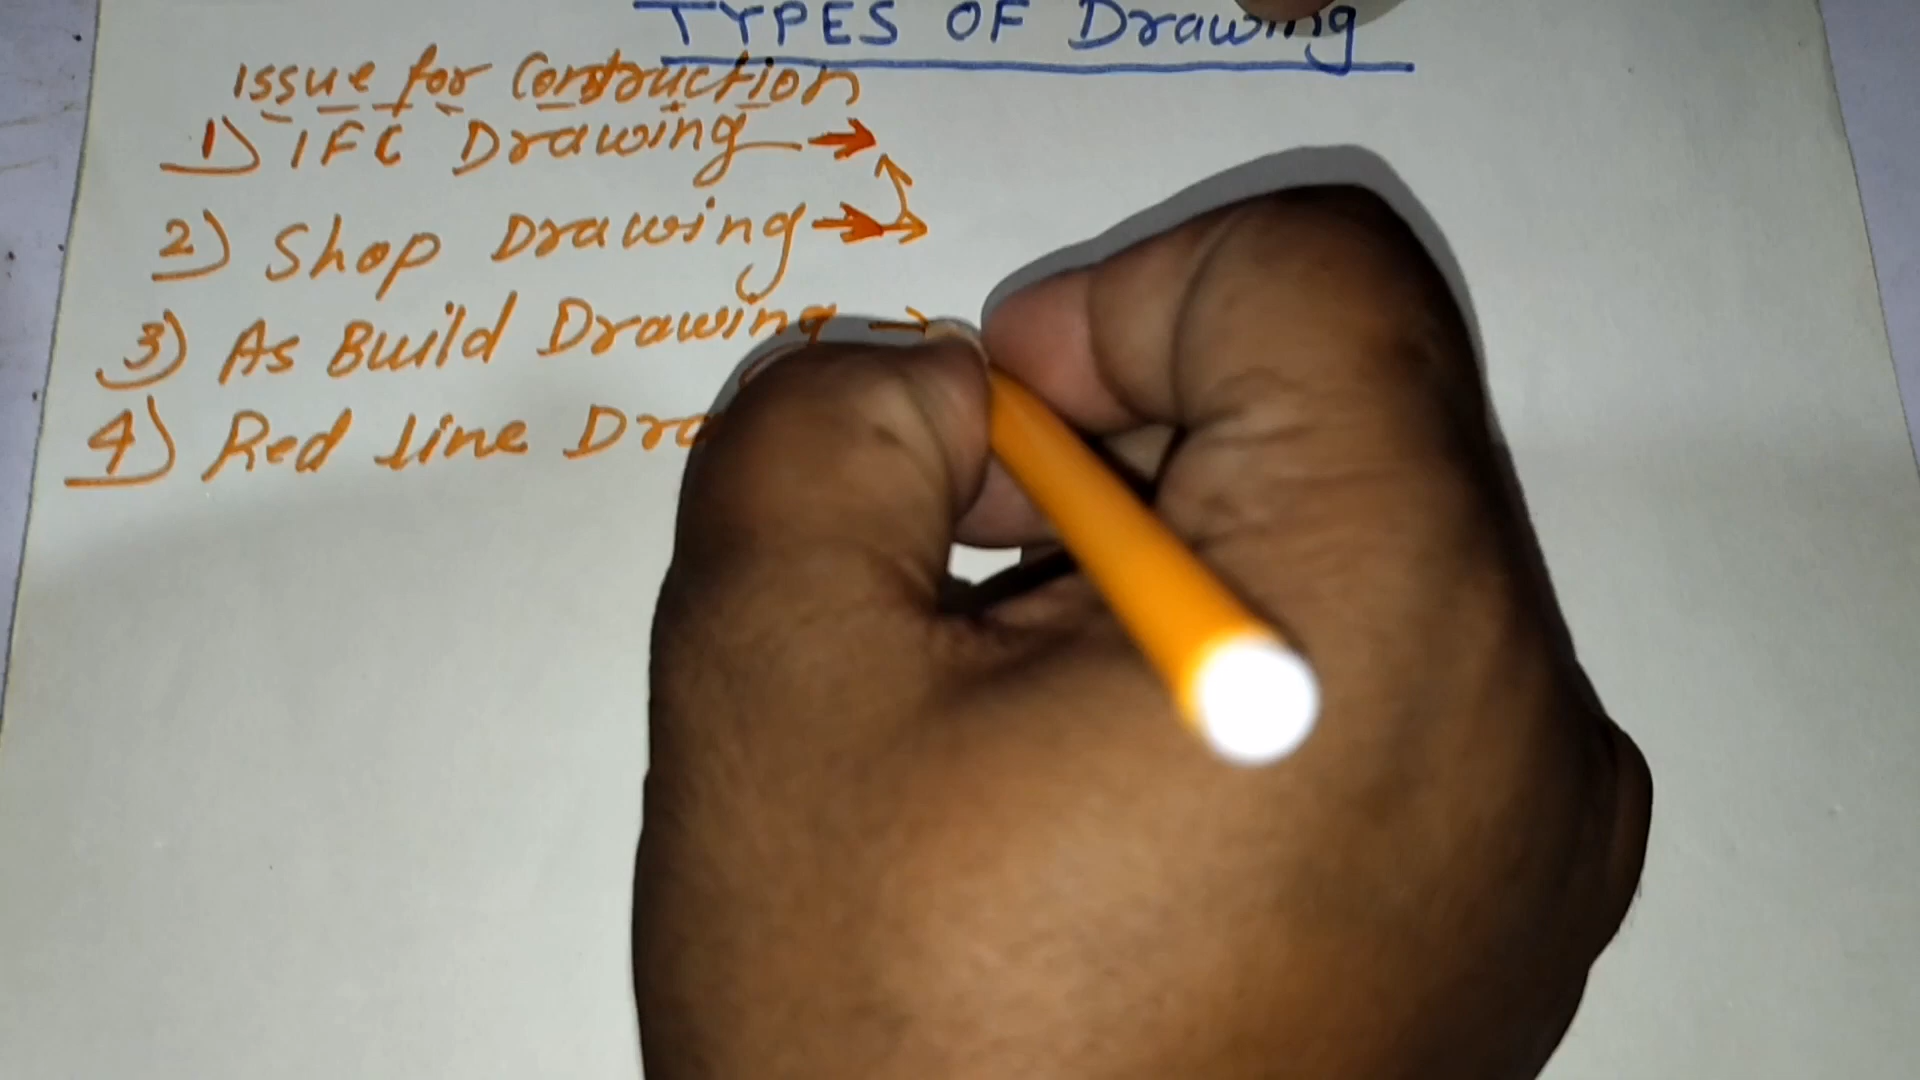 TYPES OF Drawing
Issue for Construction
1) IFC Drawing →
2) Shop Drawing →
3) As Build Drawing →
4) Red line